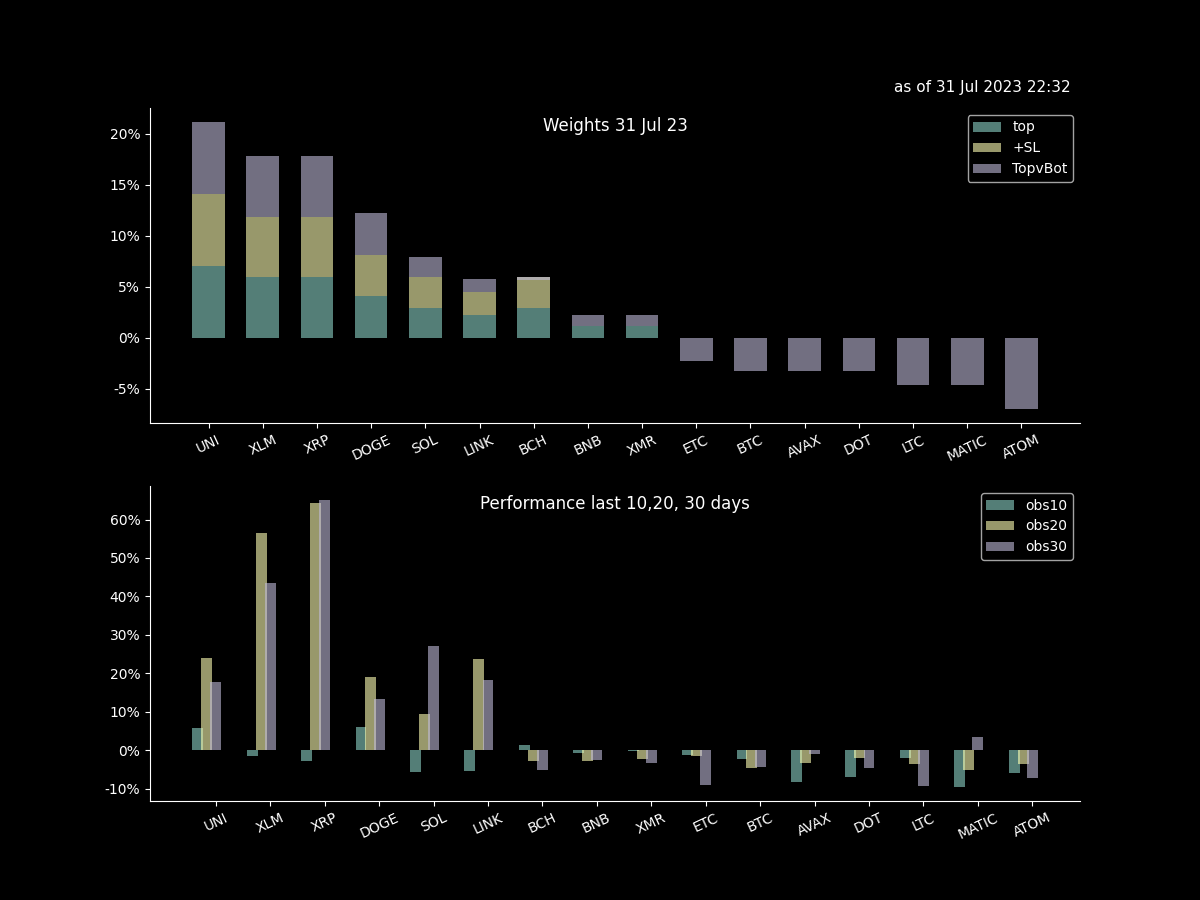 as of 31 Jul 2023 22:32
Weights 31 Jul 23
top
+SL
TopvBot
20%
15%
10%
5%
0%
-5%
UNI XLM XRP DOGE SOL LINK BCH BNB XMR ETC BTC AVAX DOT LTC MATIC ATOM
Performance last 10,20, 30 days
obs10
obs20
obs30
60%
50%
40%
30%
20%
10%
0%
-10%
UNI XLM XRP DOGE SOL LINK BCH BNB XMR ETC BTC AVAX DOT LTC MATIC ATOM